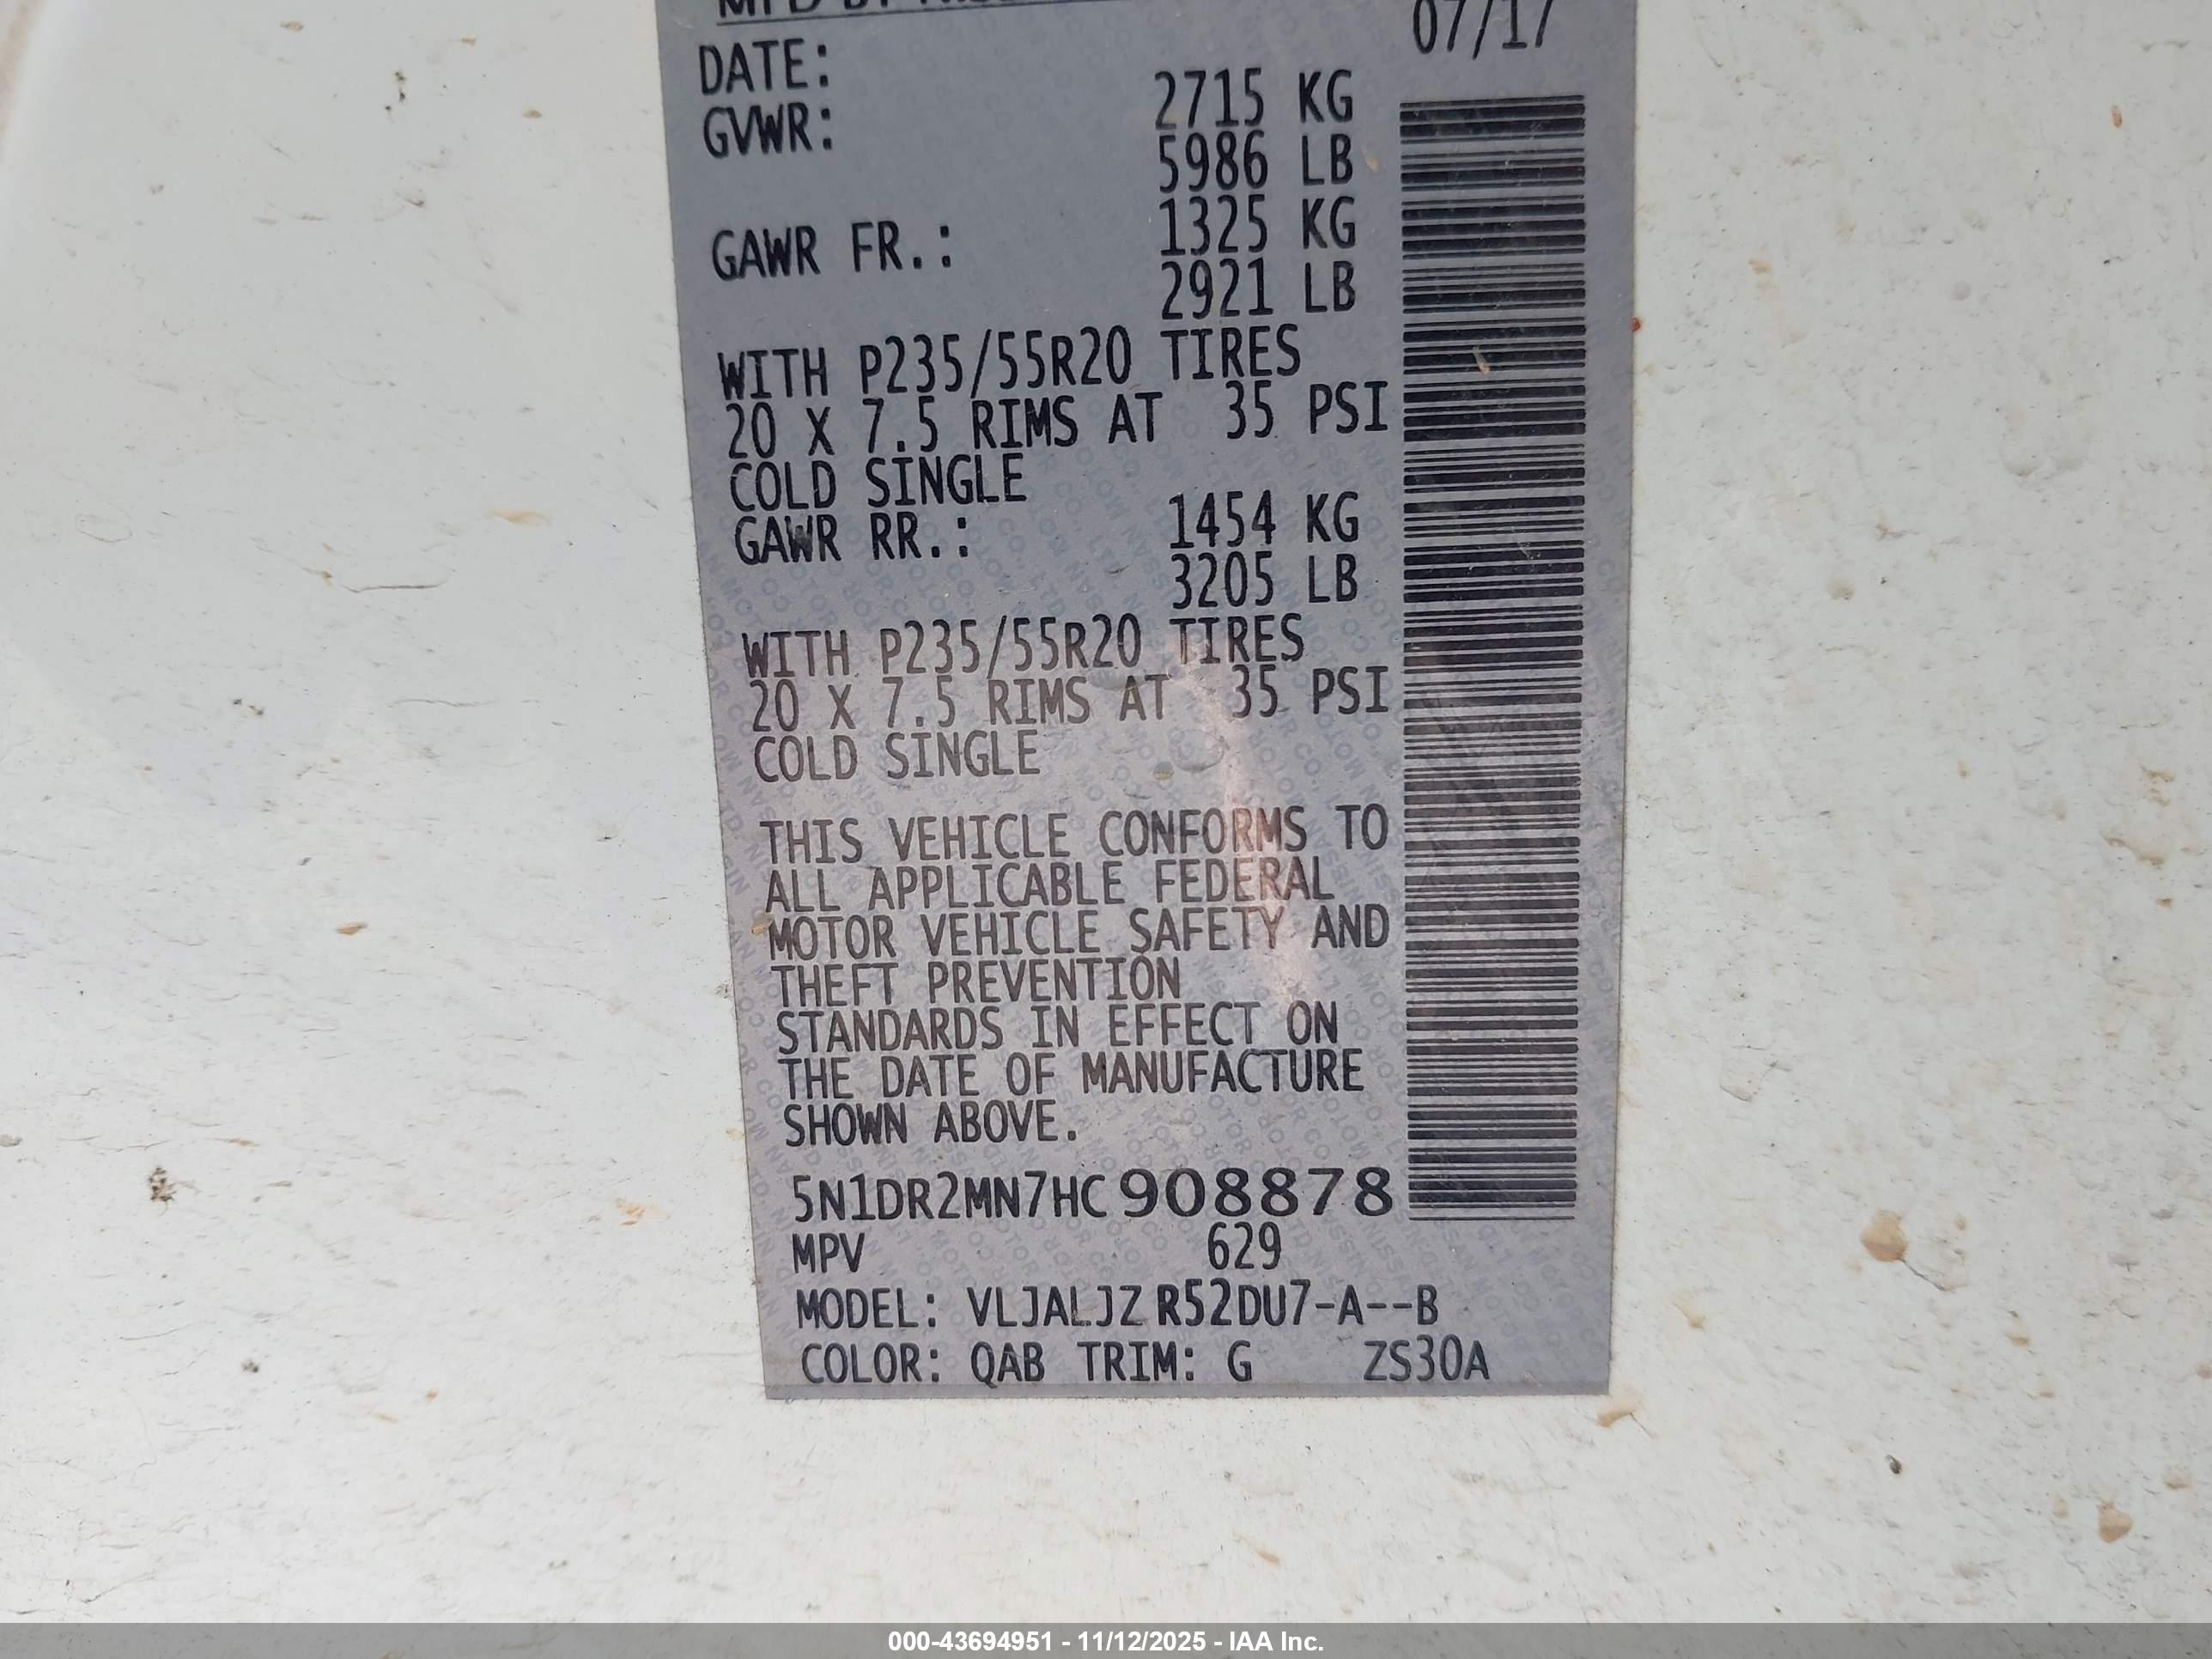 MFD BY
DATE: 07/17
GVWR: 2715 KG
5986 LB
GAWR FR.: 1325 KG
2921 LB
WITH P235/55R20 TIRES
20 X 7.5 RIMS AT 35 PSI
COLD SINGLE
GAWR RR.: 1454 KG
3205 LB
WITH P235/55R20 TIRES
20 X 7.5 RIMS AT 35 PSI
COLD SINGLE
THIS VEHICLE CONFORMS TO
ALL APPLICABLE FEDERAL
MOTOR VEHICLE SAFETY AND
THEFT PREVENTION
STANDARDS IN EFFECT ON
THE DATE OF MANUFACTURE
SHOWN ABOVE.
5N1DR2MN7HC908878
MPV 629
MODEL: VLJALJZ R52DU7-A--B
COLOR: QAB TRIM: G ZS30A
000-43694951 - 11/12/2025 - IAA Inc.